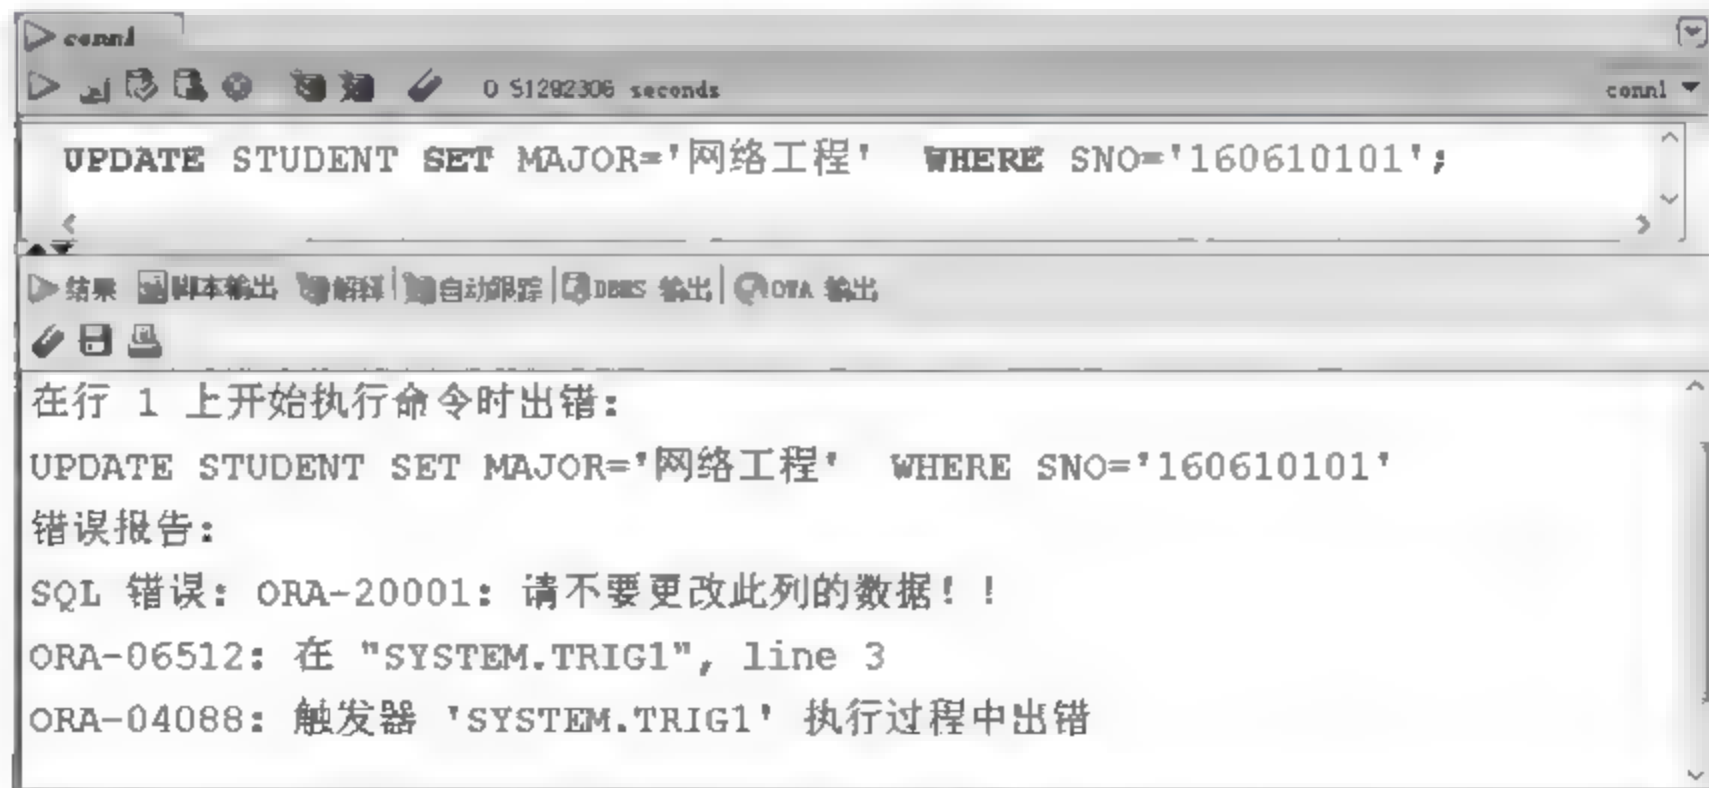 conn1
0.51282306 seconds
conn1
UPDATE STUDENT SET MAJOR='网络工程' WHERE SNO='160610101';
结果 脚本输出 解释 自动跟踪 DBMS 输出 OWA 输出
在行 1 上开始执行命令时出错:
UPDATE STUDENT SET MAJOR='网络工程' WHERE SNO='160610101'
错误报告:
SQL 错误: ORA-20001: 请不要更改此列的数据!!
ORA-06512: 在 "SYSTEM.TRIG1", line 3
ORA-04088: 触发器 'SYSTEM.TRIG1' 执行过程中出错